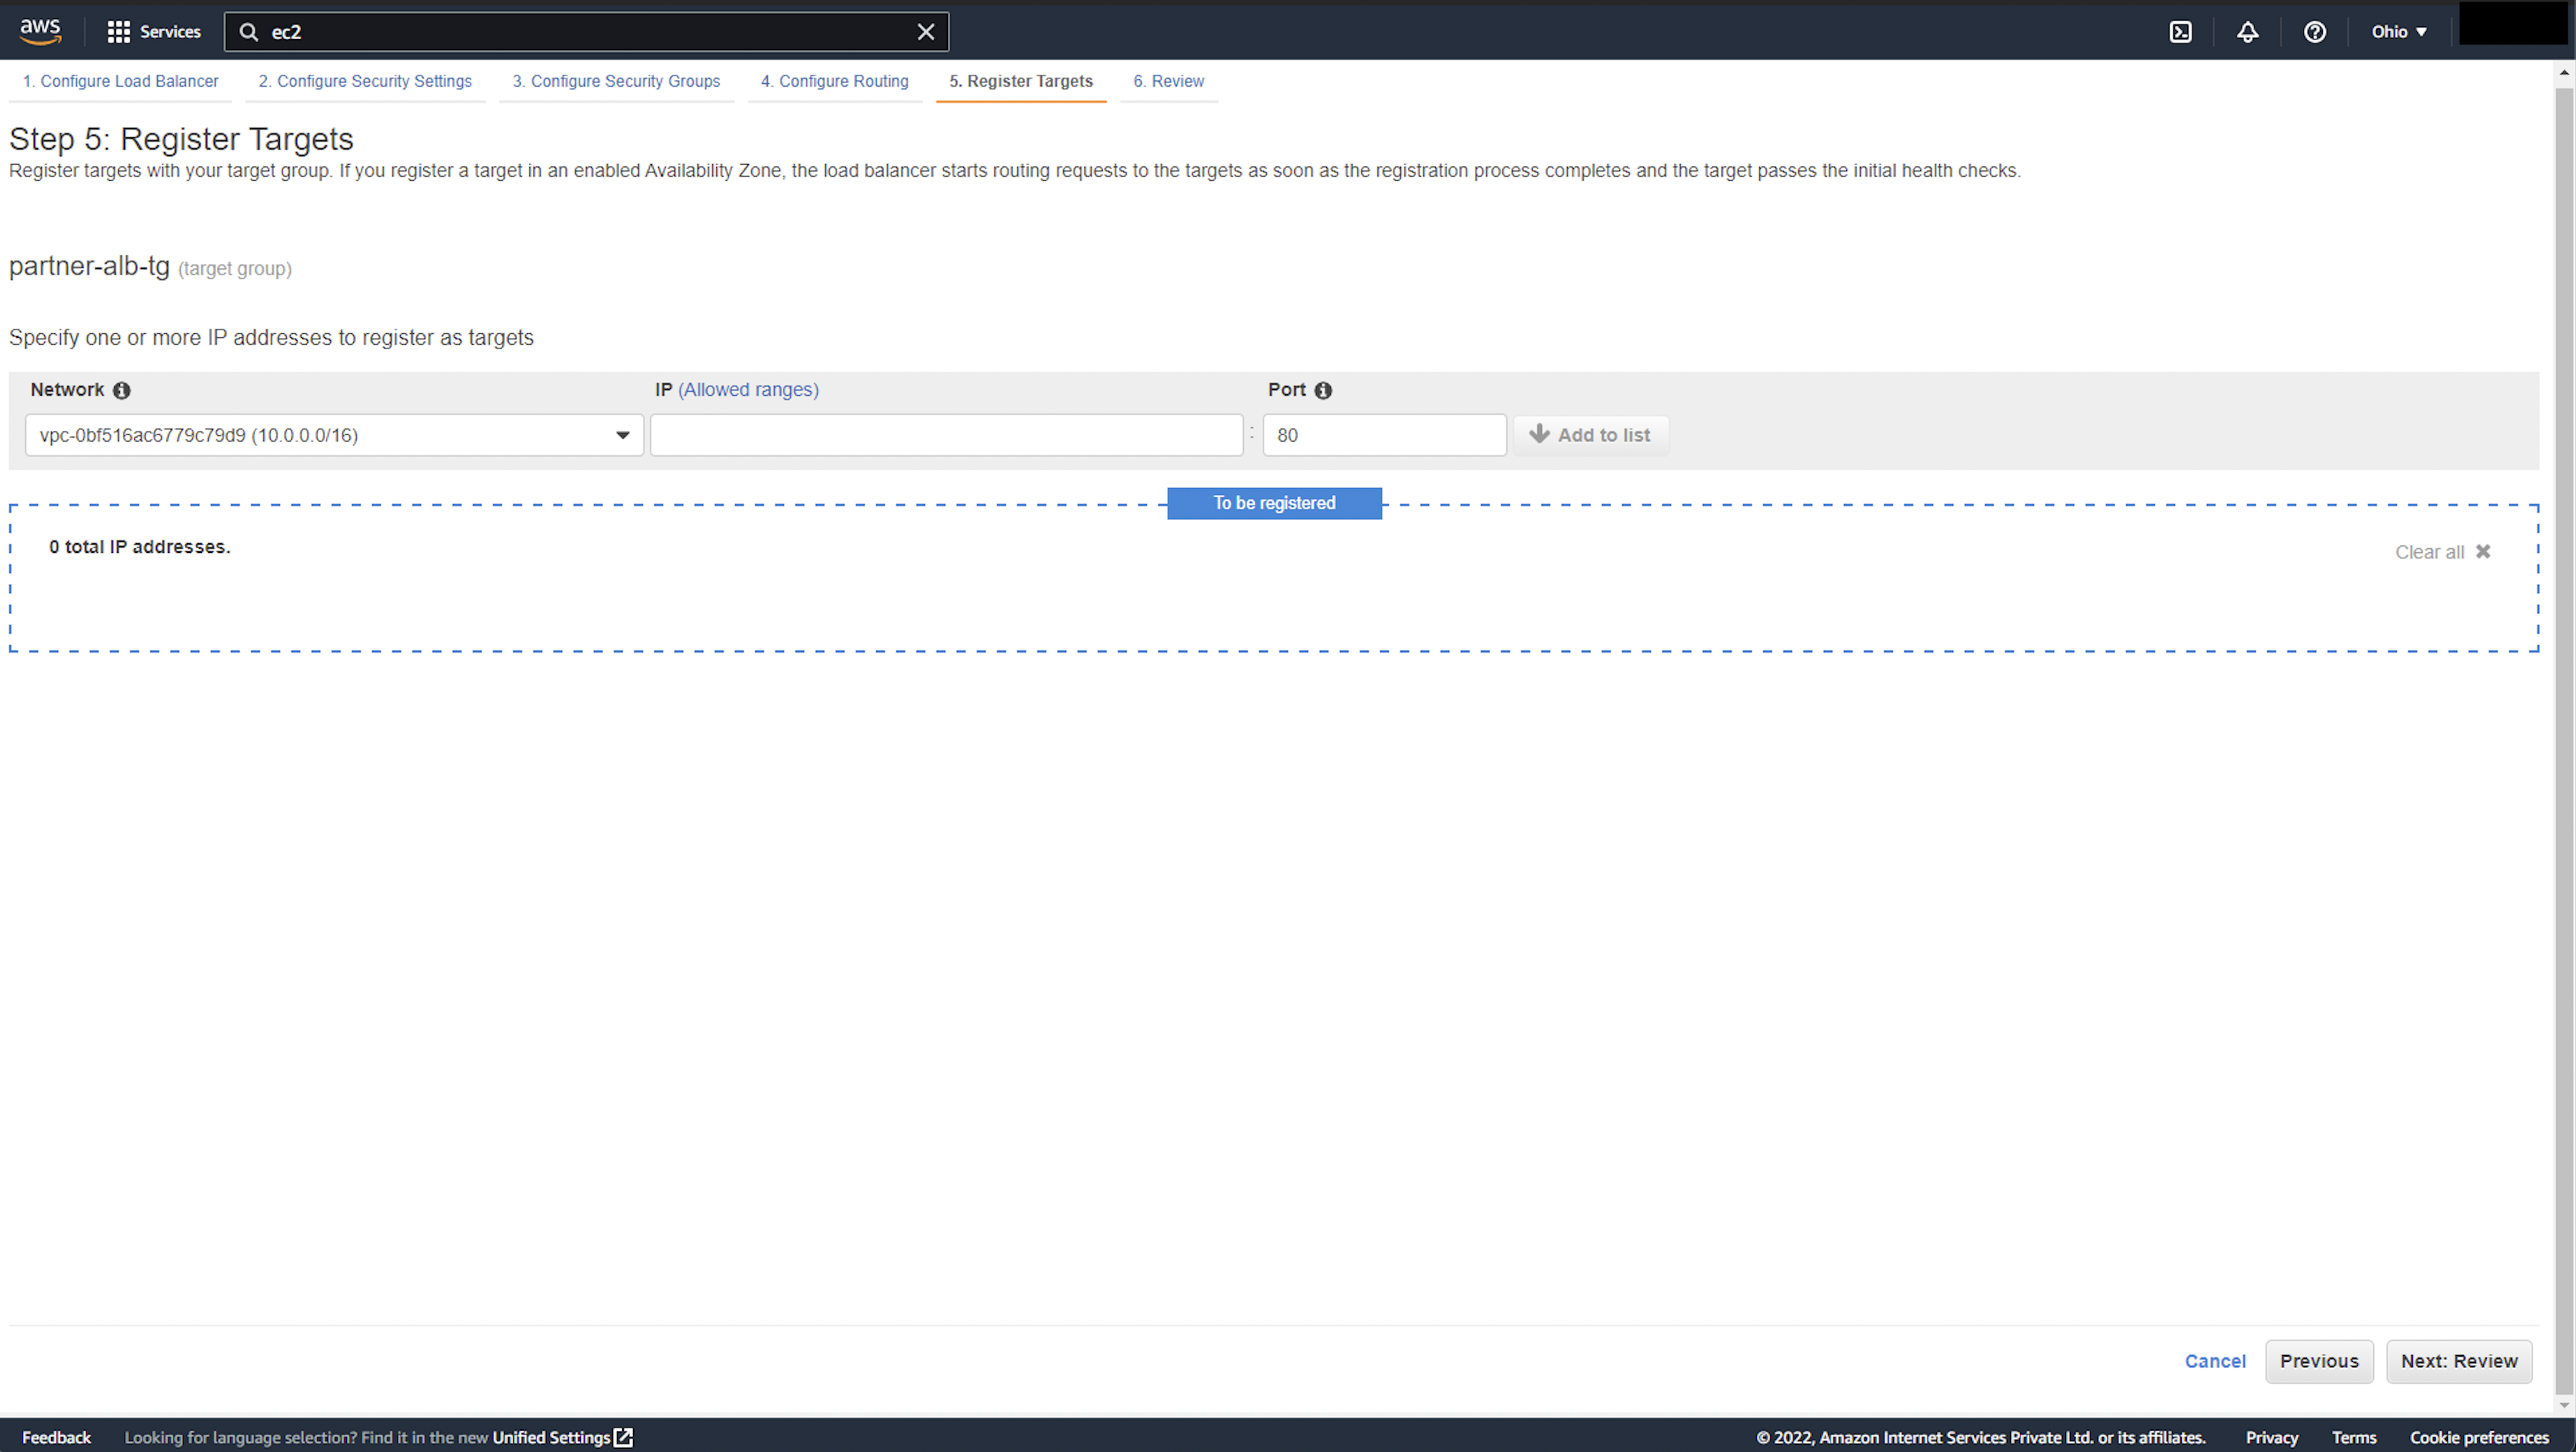 aws Services ec2 Ohio ▼
1. Configure Load Balancer 2. Configure Security Settings 3. Configure Security Groups 4. Configure Routing 5. Register Targets 6. Review
Step 5: Register Targets
Register targets with your target group. If you register a target in an enabled Availability Zone, the load balancer starts routing requests to the targets as soon as the registration process completes and the target passes the initial health checks.
partner-alb-tg (target group)
Specify one or more IP addresses to register as targets
Network IP (Allowed ranges) Port
vpc-0bf516ac6779c79d9 (10.0.0.0/16) : 80 Add to list
To be registered
0 total IP addresses. Clear all
Cancel Previous Next: Review
Feedback Looking for language selection? Find it in the new Unified Settings © 2022, Amazon Internet Services Private Ltd. or its affiliates. Privacy Terms Cookie preferences